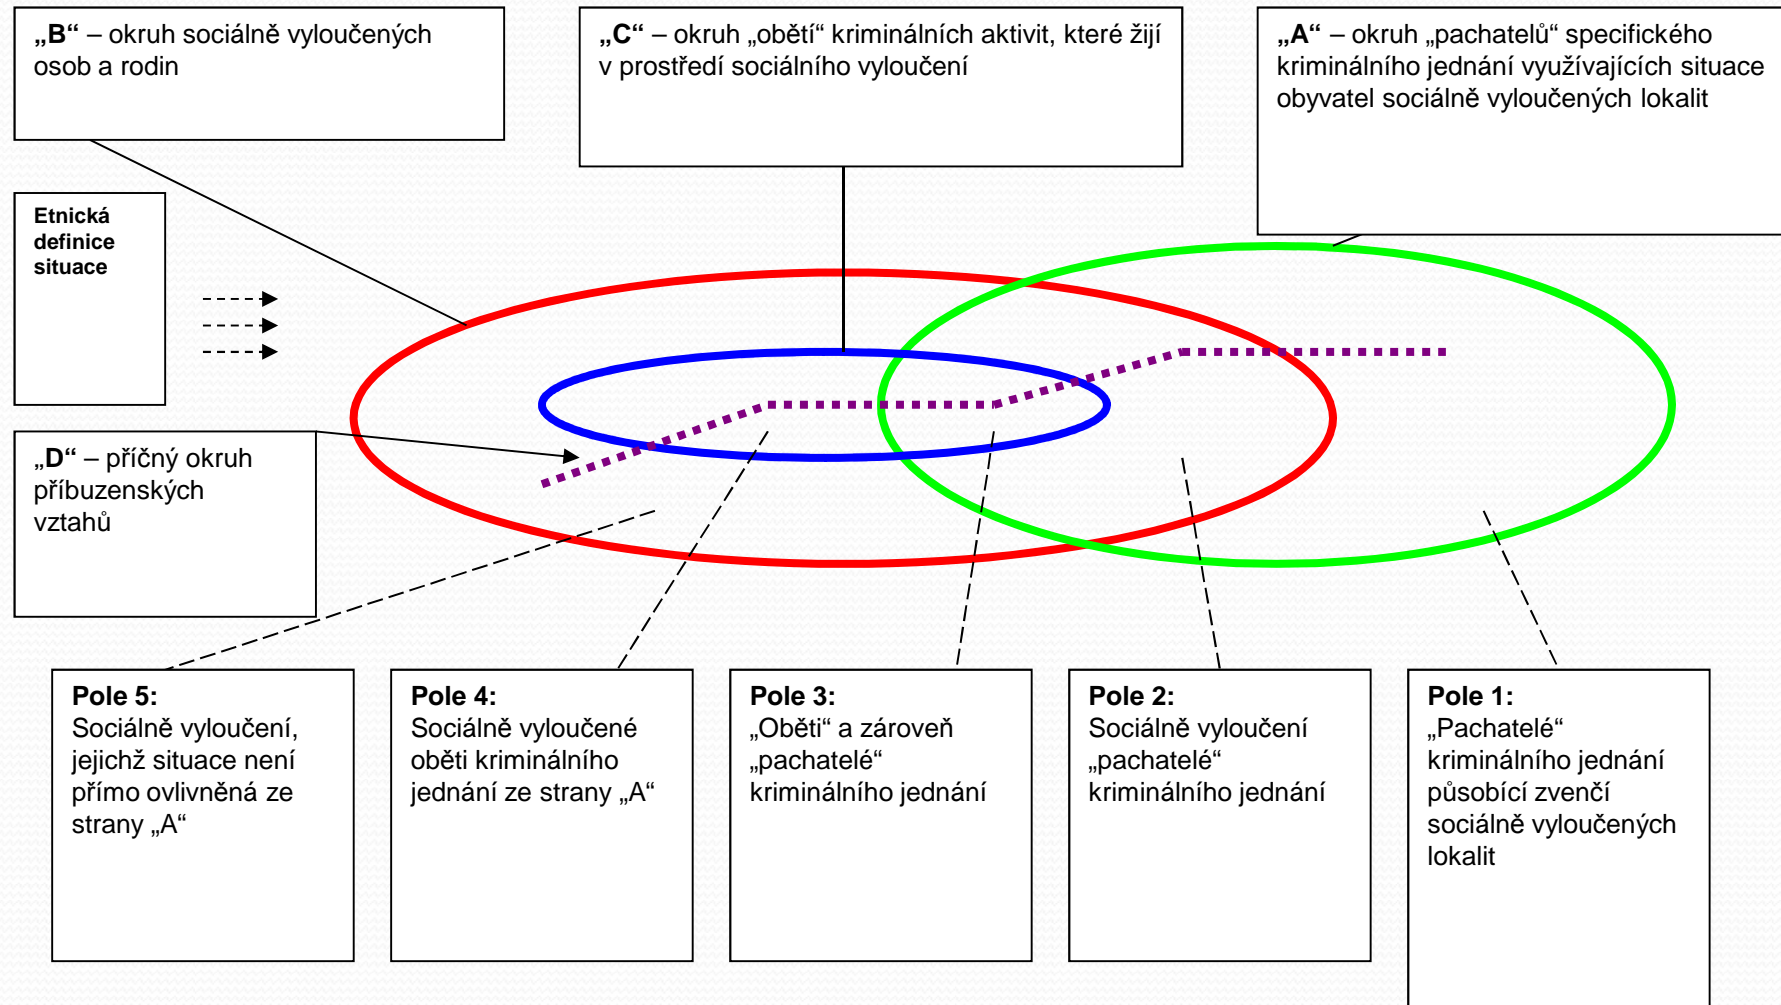 „B“ – okruh sociálně vyloučených
osob a rodin
„C“ – okruh „obětí“ kriminálních aktivit, které žijí
v prostředí sociálního vyloučení
„A“ – okruh „pachatelů“ specifického
kriminálního jednání využívajících situace
obyvatel sociálně vyloučených lokalit
Etnická
definice
situace
„D“ – příčný okruh
příbuzenských
vztahů
Pole 5:
Sociálně vyloučení,
jejichž situace není
přímo ovlivněná ze
strany „A“
Pole 4:
Sociálně vyloučené
oběti kriminálního
jednání ze strany „A“
Pole 3:
„Oběti“ a zároveň
„pachatelé“
kriminálního jednání
Pole 2:
Sociálně vyloučení
„pachatelé“
kriminálního jednání
Pole 1:
„Pachatelé“
kriminálního jednání
působící zvenčí
sociálně vyloučených
lokalit